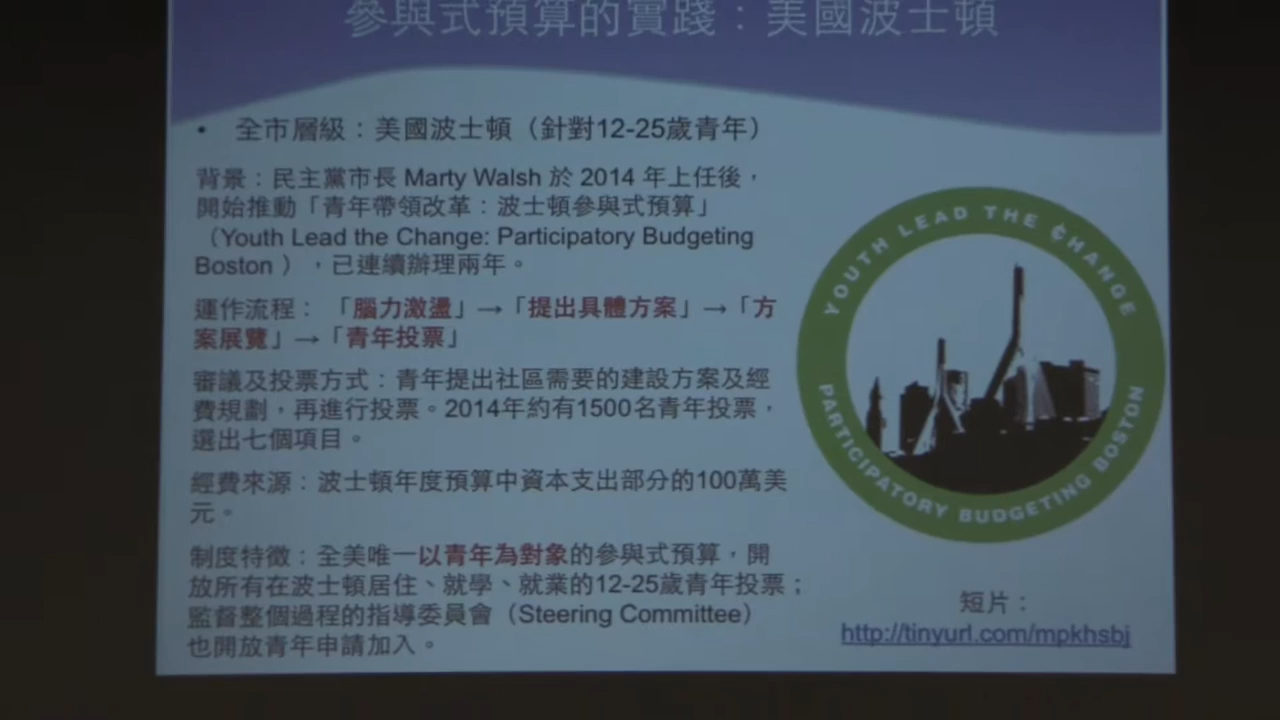 參與式預算的實踐：美國波士頓
• 全市層級：美國波士頓（針對12-25歲青年）
背景：民主黨市長 Marty Walsh 於 2014 年上任後，
開始推動「青年帶領改革：波士頓參與式預算」
（Youth Lead the Change: Participatory Budgeting
Boston ），已連續辦理兩年。
運作流程：「腦力激盪」→「提出具體方案」→「方
案展覽」→「青年投票」
審議及投票方式：青年提出社區需要的建設方案及經
費規劃，再進行投票。2014年約有1500名青年投票，
選出七個項目。
經費來源：波士頓年度預算中資本支出部分的100萬美
元。
制度特徵：全美唯一以青年為對象的參與式預算，開
放所有在波士頓居住、就學、就業的12-25歲青年投票；
監督整個過程的指導委員會（Steering Committee）
也開放青年申請加入。
YOUTH LEAD THE ¢HANGE
PARTICIPATORY BUDGETING BOSTON
短片：
http://tinyurl.com/mpkhsbj